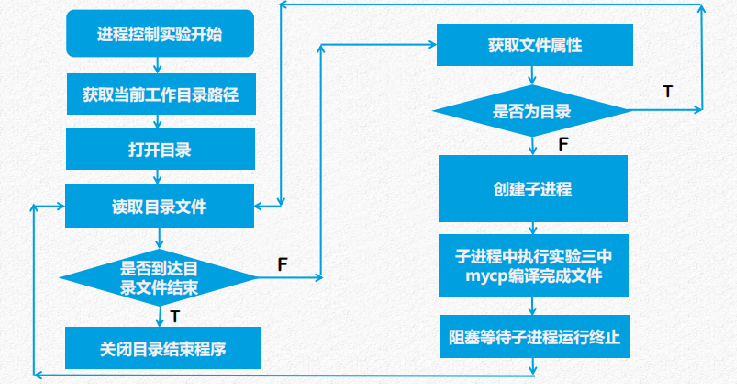 进程控制实验开始
获取当前工作目录路径
打开目录
读取目录文件
是否到达目
录文件结束
F
T
关闭目录结束程序
获取文件属性
是否为目录
T
F
创建子进程
子进程中执行实验三中
mycp编译完成文件
阻塞等待子进程运行终止